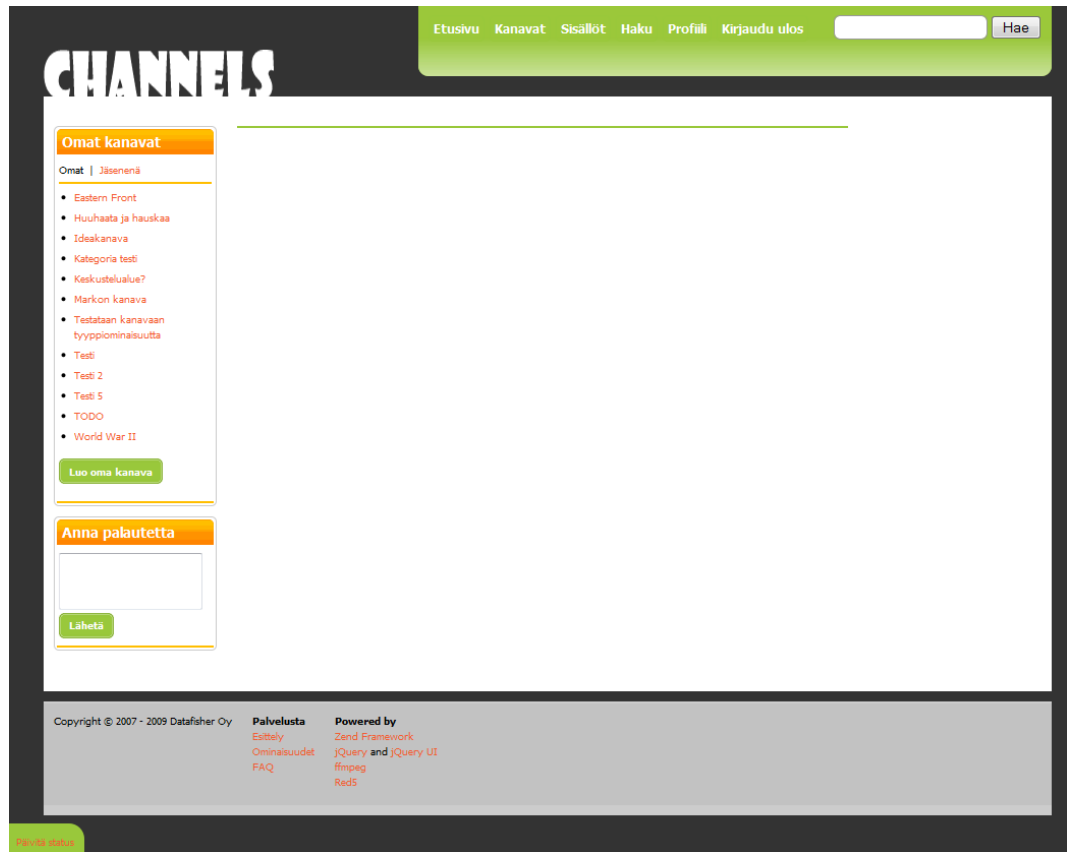 Etusivu Kanavat Sisällöt Haku Profiili Kirjaudu ulos Hae
CHANNELS
Omat kanavat
Omat | Jäsenenä
Eastern Front
Huuhaata ja hauskaa
Ideakanava
Kategoria testi
Keskustelualue?
Markon kanava
Testataan kanavaan
tyyppiominaisuutta
Testi
Testi 2
Testi 5
TODO
World War II
Luo oma kanava
Anna palautetta
Lähetä
Copyright © 2007 - 2009 Datafisher Oy
Palvelusta
Esittely
Ominaisuudet
FAQ
Powered by
Zend Framework
jQuery and jQuery UI
ffmpeg
Red5
Päivitä status